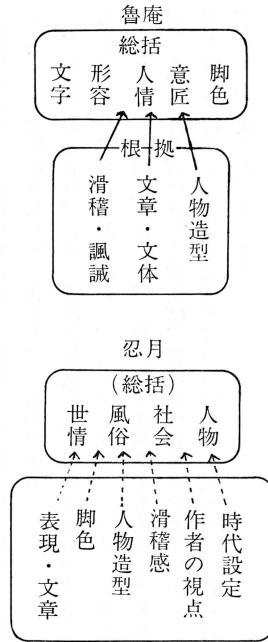 魯庵
総括
脚色
意匠
人情
形容
文字
根拠
人物造型
文章・文体
滑稽・諷誡
忍月
(総括)
人物
社会
風俗
世情
時代設定
作者の視点
滑稽感
人物造型
脚色
表現・文章